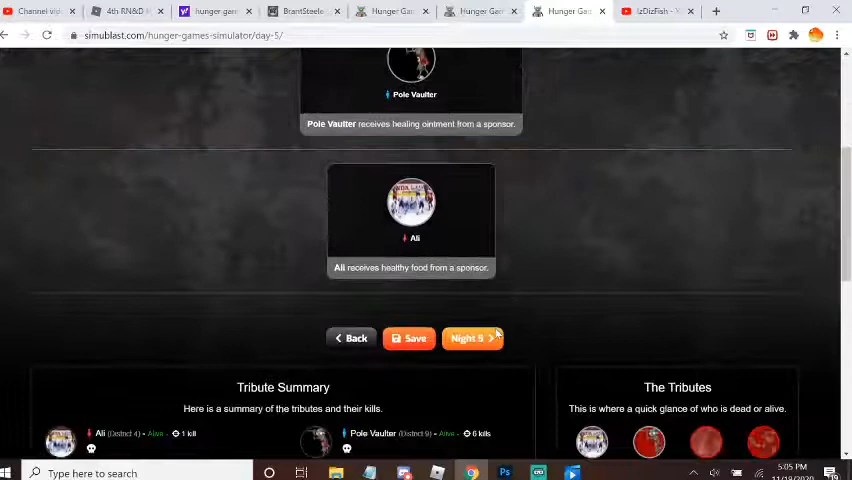 Channel video
4th RN&D M
hunger gam
BrantSteele
Hunger Gam
Hunger Gam
Hunger Gam
IzDizFish - Y
simublast.com/hunger-games-simulator/day-5/
Pole Vaulter
Pole Vaulter receives healing ointment from a sponsor.
Ali
Ali receives healthy food from a sponsor.
Back
Save
Night 5
Tribute Summary
Here is a summary of the tributes and their kills.
Ali (District 4) - Alive - 1 kill
Pole Vaulter (District 9) - Alive - 6 kills
The Tributes
This is where a quick glance of who is dead or alive.
Type here to search
5:05 PM
11/19/2020